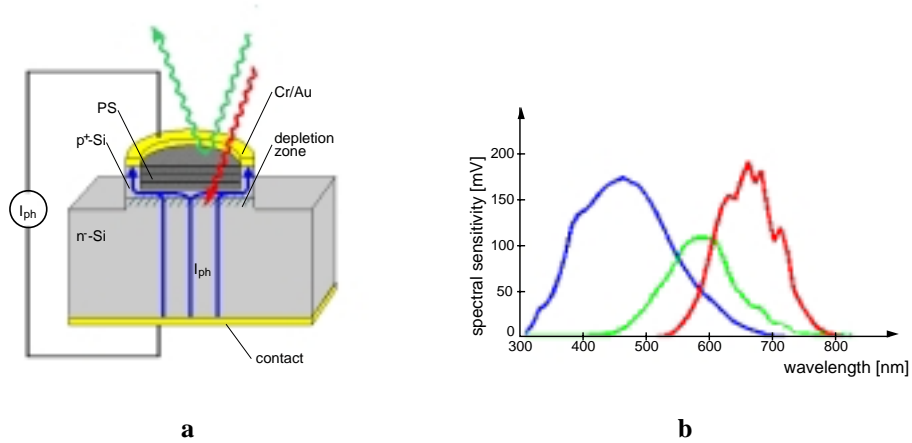 Cr/Au
PS
p⁺-Si
depletion
zone
Iph
n⁻-Si
Iph
contact
a
spectral sensitivity [mV]
200
150
100
50
0
300 400 500 600 700 800
wavelength [nm]
b